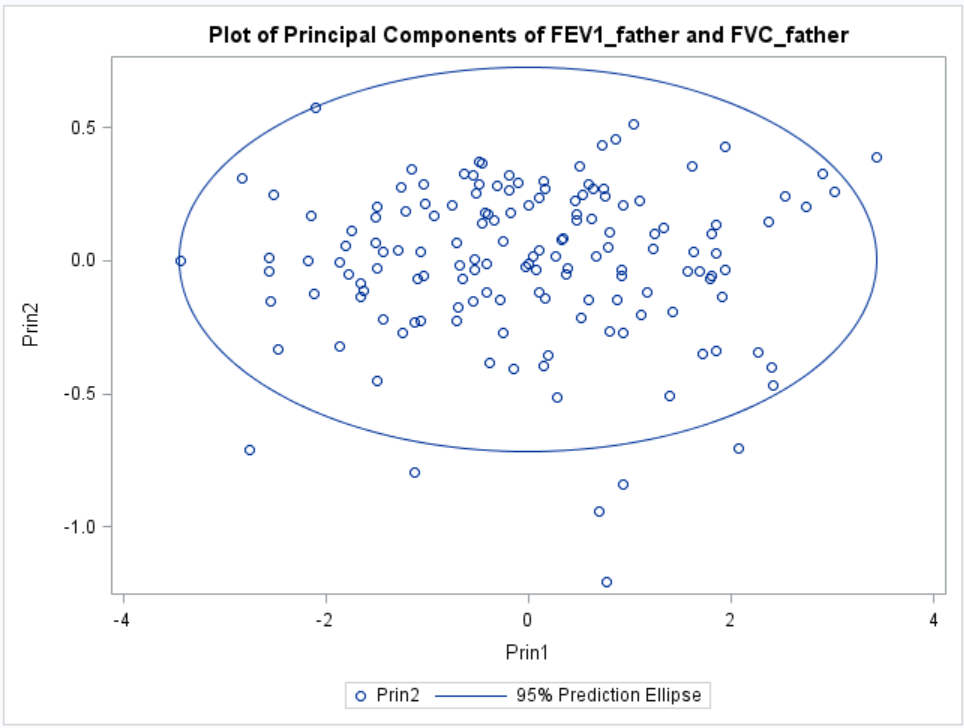 Plot of Principal Components of FEV1_father and FVC_father
0.5
0.0
-0.5
-1.0
Prin2
-4
-2
0
2
4
Prin1
Prin2
95% Prediction Ellipse